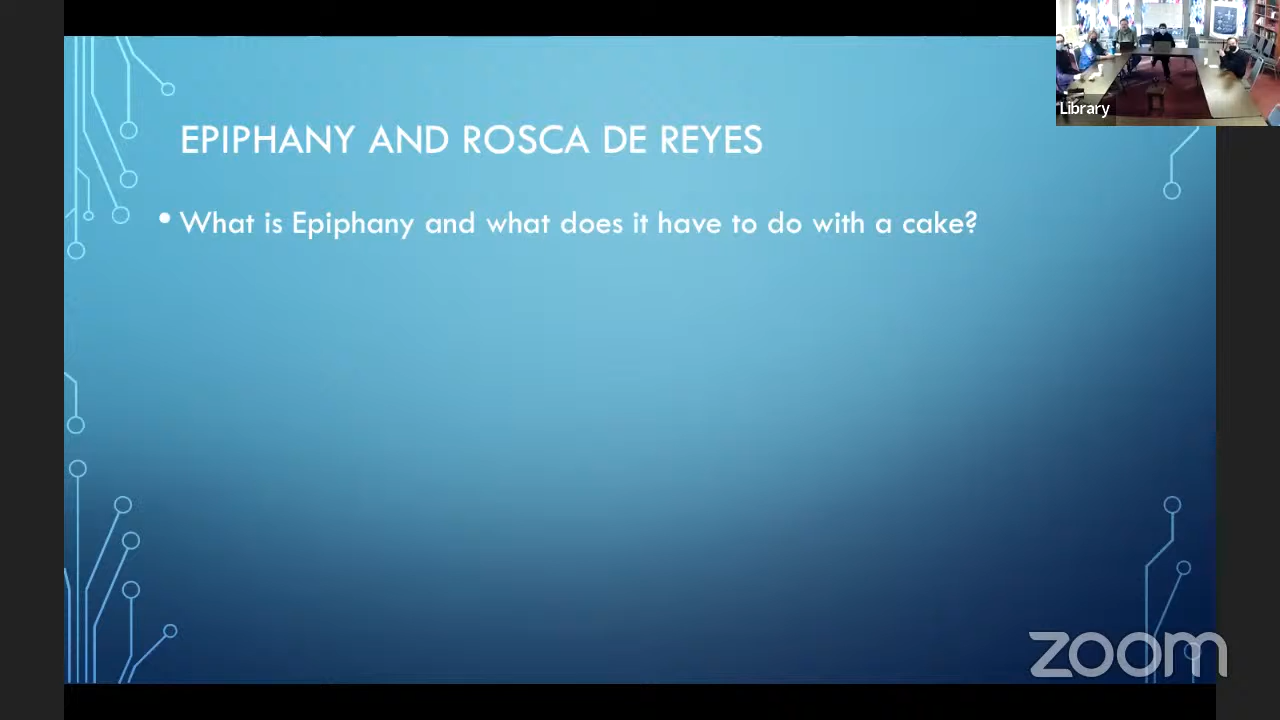 Library
EPIPHANY AND ROSCA DE REYES
• What is Epiphany and what does it have to do with a cake?
zoom